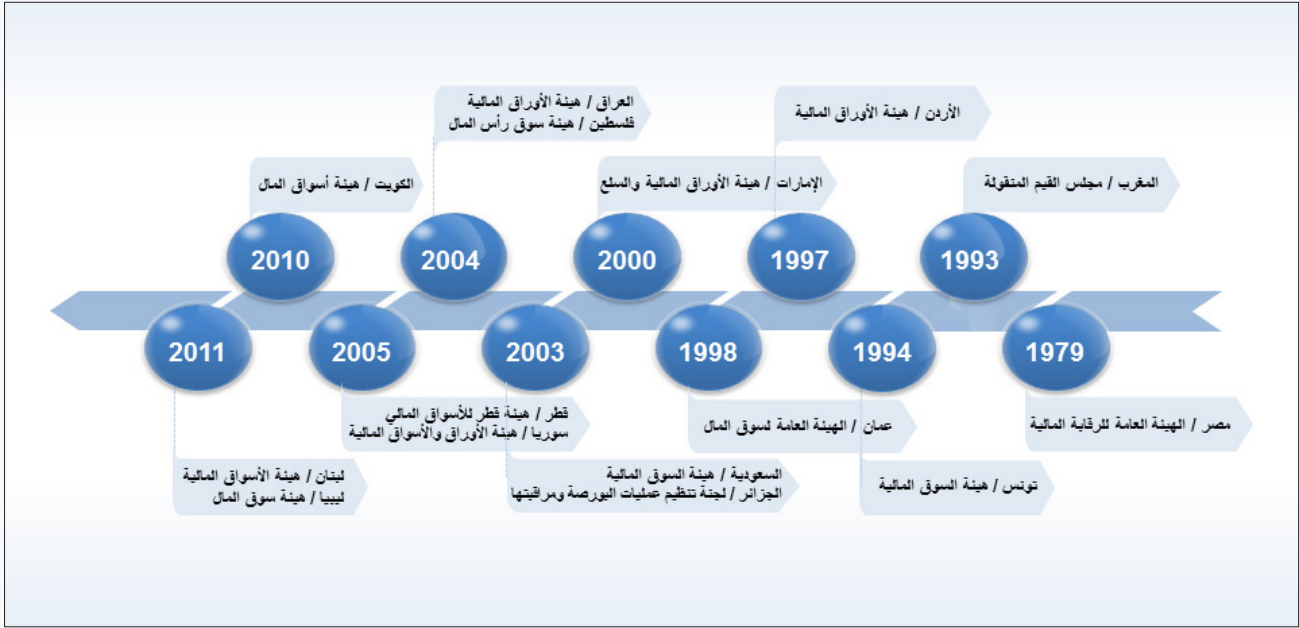 العراق / هيئة الأوراق المالية
فلسطين / هيئة سوق رأس المال
الأردن / هيئة الأوراق المالية
الكويت / هيئة أسواق المال
الإمارات / هيئة الأوراق المالية والسلع
المغرب / مجلس القيم المنقولة
2010
2004
2000
1997
1993
2011
2005
2003
1998
1994
1979
قطر / هيئة قطر للأسواق المالي
سوريا / هيئة الأوراق والأسواق المالية
عمان / الهيئة العامة لسوق المال
مصر / الهيئة العامة للرقابة المالية
لبنان / هيئة الأسواق المالية
ليبيا / هيئة سوق المال
السعودية / هيئة السوق المالية
الجزائر / لجنة تنظيم عمليات البورصة ومراقبتها
تونس / هيئة السوق المالية